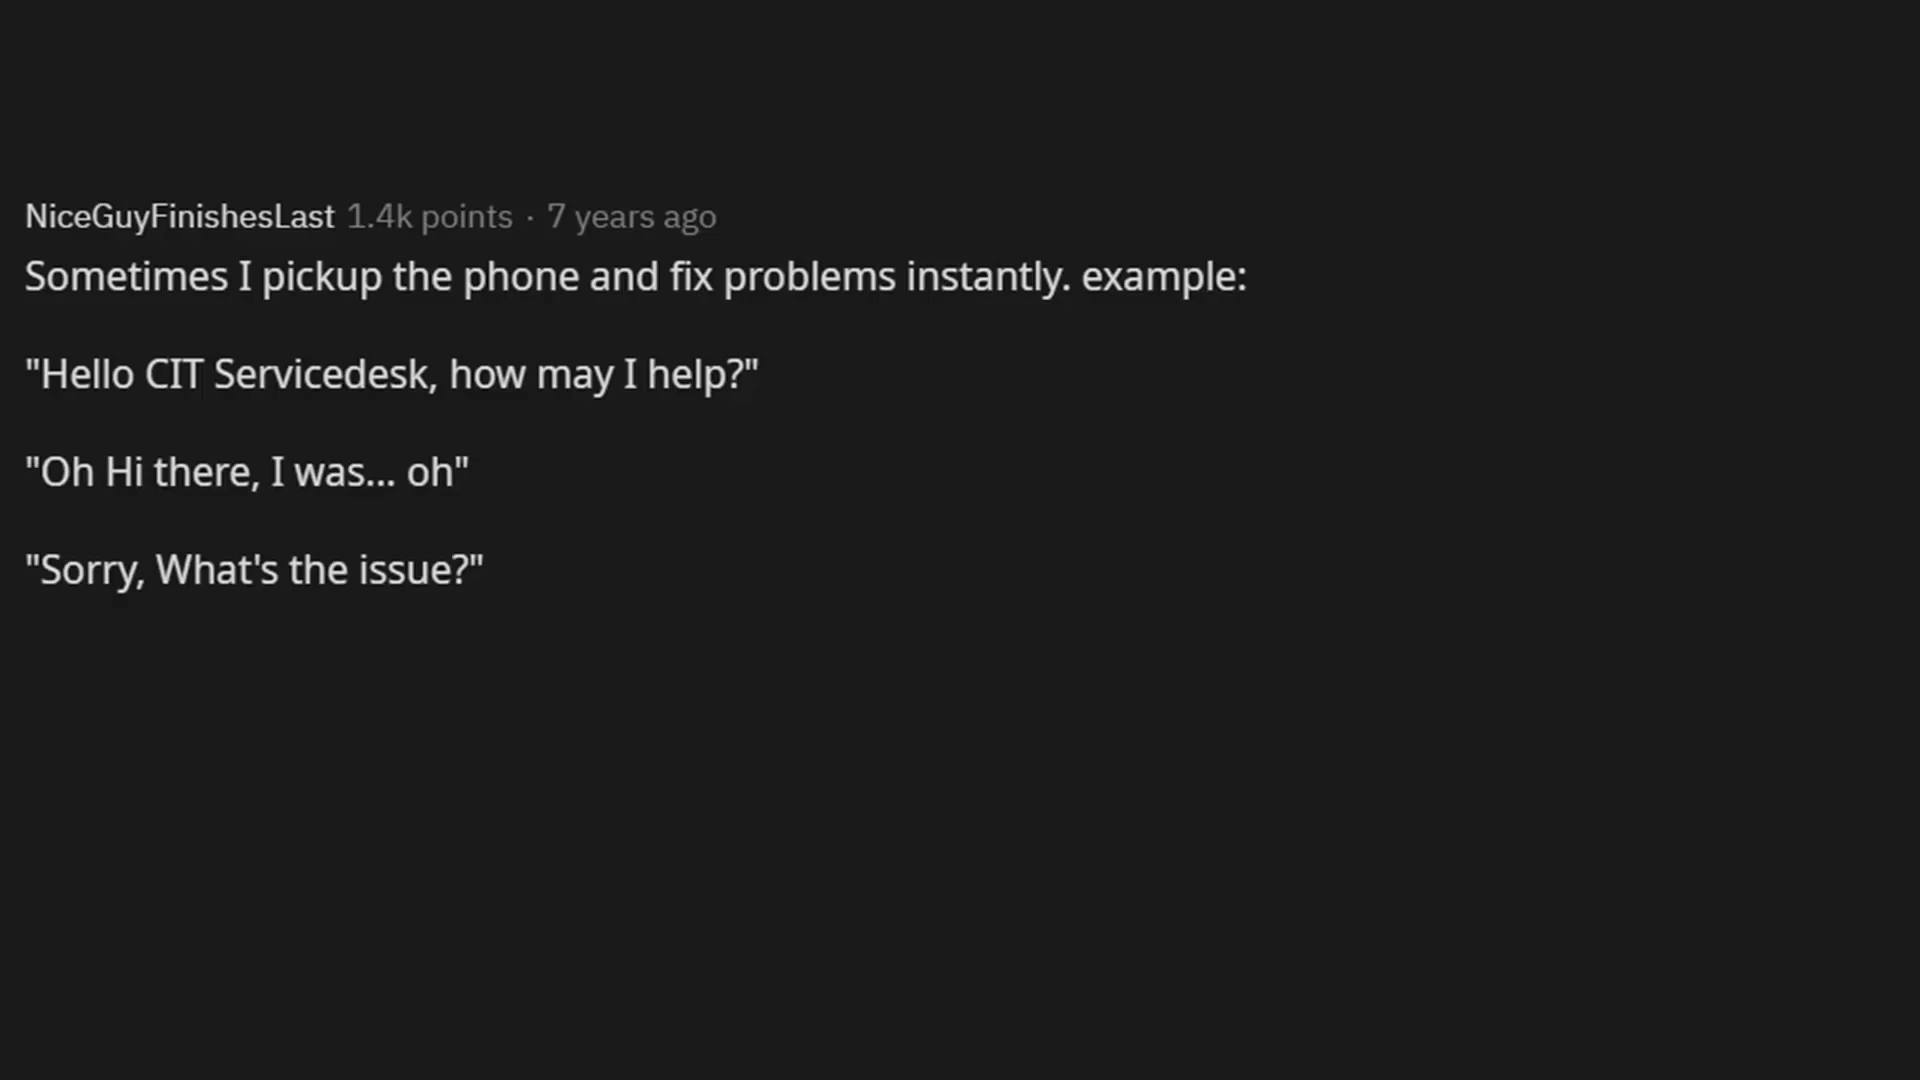 NiceGuyFinishesLast 1.4k points · 7 years ago
Sometimes I pickup the phone and fix problems instantly. example:
"Hello CIT Servicedesk, how may I help?"
"Oh Hi there, I was... oh"
"Sorry, What's the issue?"